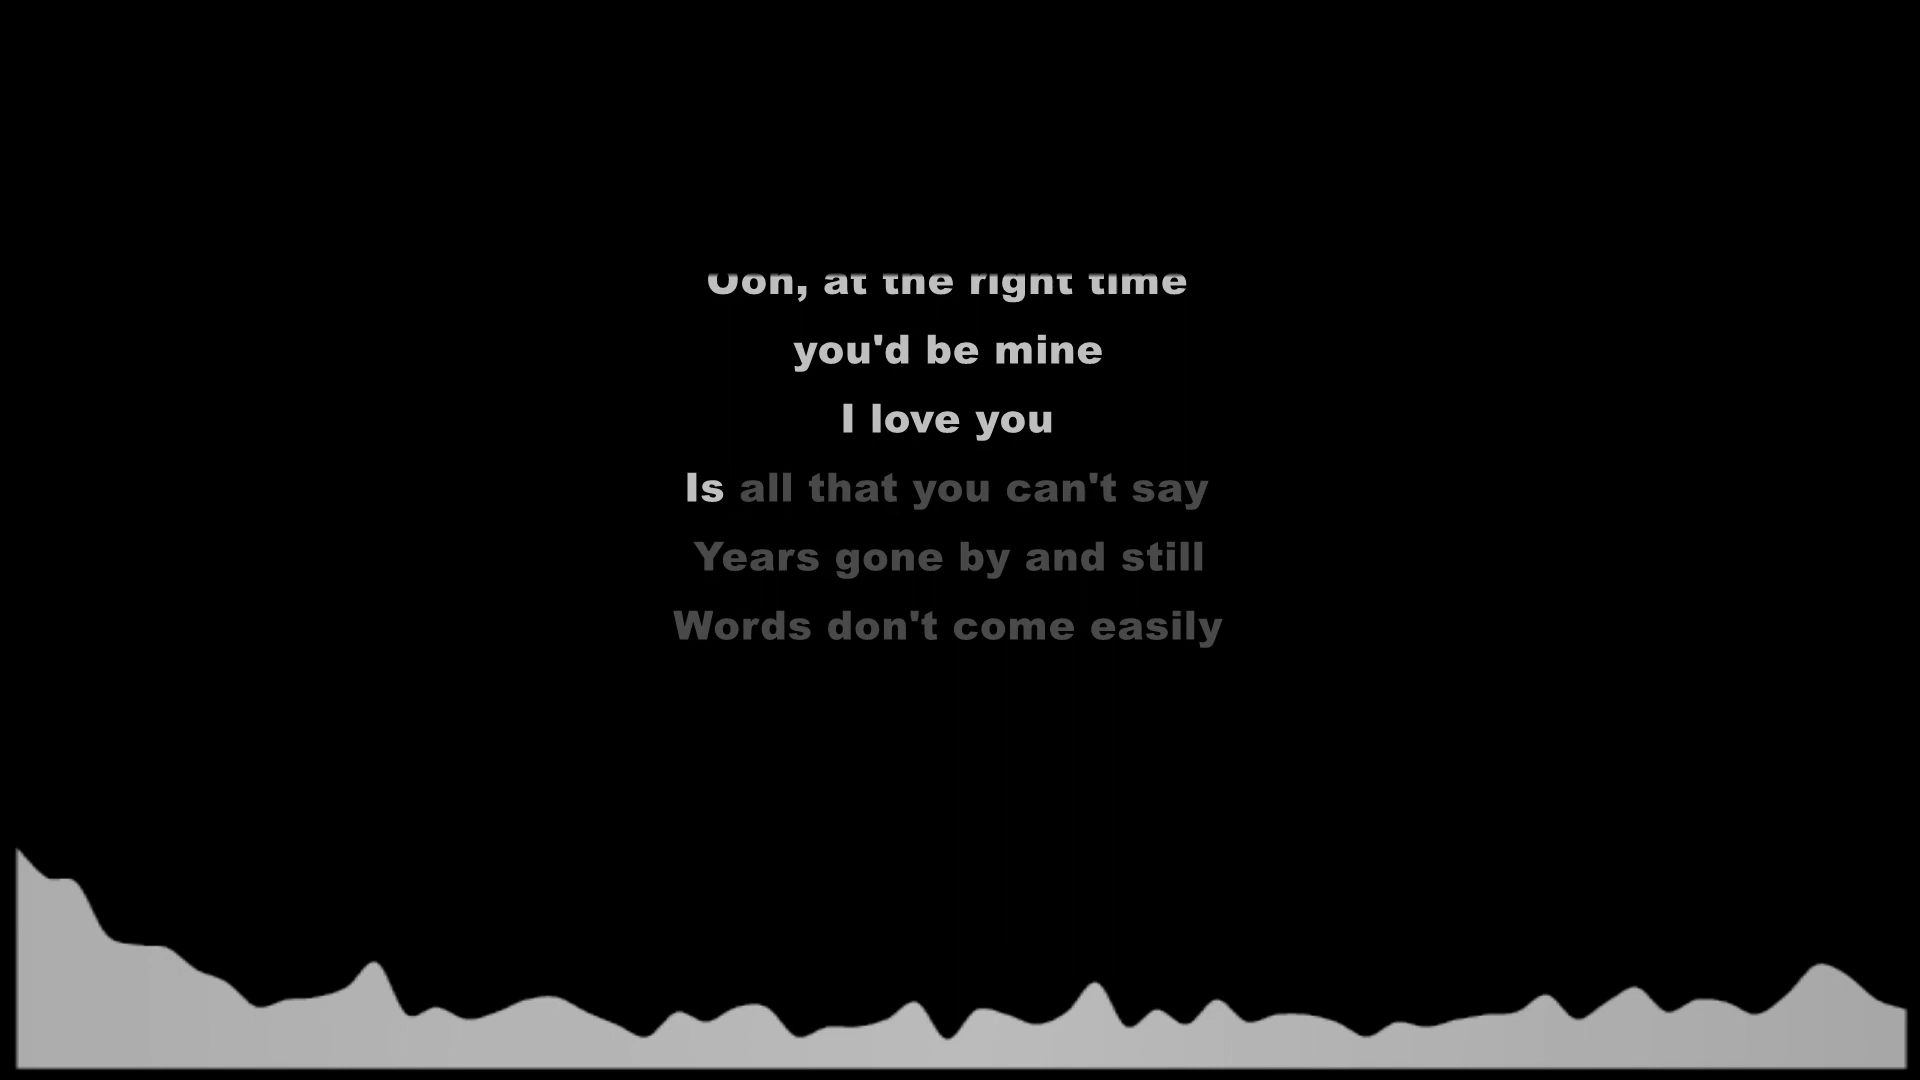 Ooh, at the right time
you'd be mine
I love you
Is all that you can't say
Years gone by and still
Words don't come easily